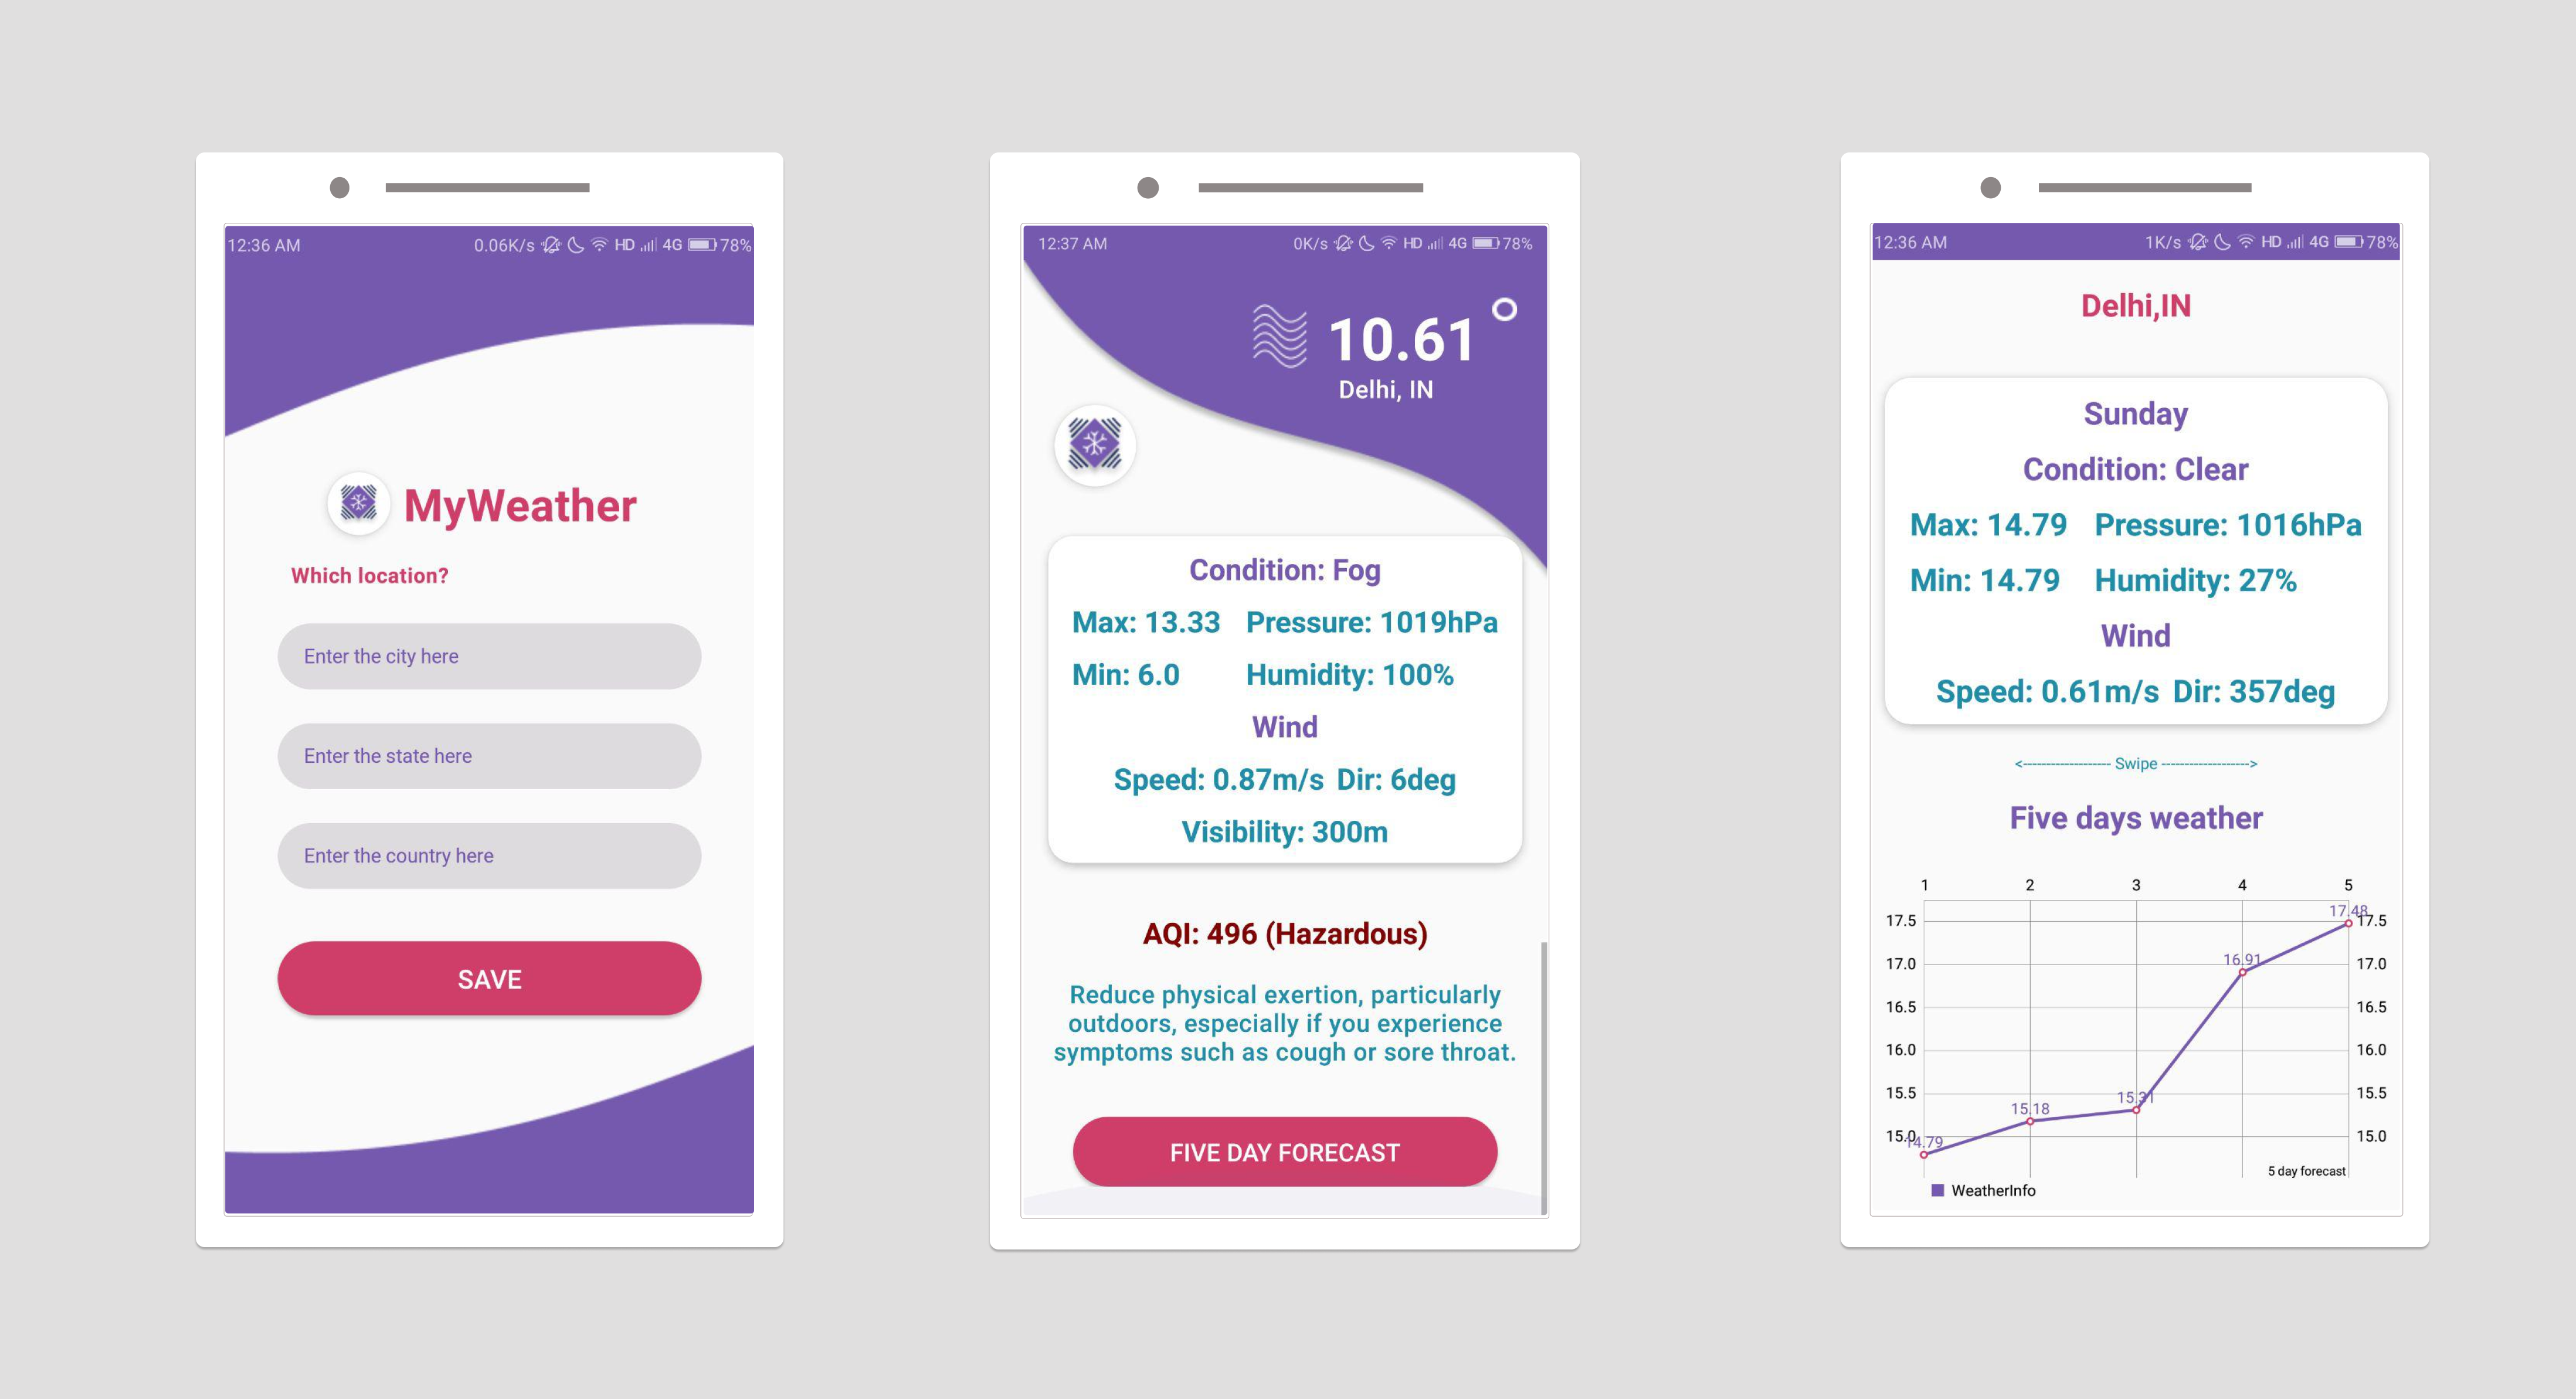 12:36 AM 0.06K/s HD 4G 78%
MyWeather
Which location?
Enter the city here
Enter the state here
Enter the country here
SAVE
12:37 AM 0K/s HD 4G 78%
10.61
Delhi, IN
Condition: Fog
Max: 13.33 Pressure: 1019hPa
Min: 6.0 Humidity: 100%
Wind
Speed: 0.87m/s Dir: 6deg
Visibility: 300m
AQI: 496 (Hazardous)
Reduce physical exertion, particularly
outdoors, especially if you experience
symptoms such as cough or sore throat.
FIVE DAY FORECAST
12:36 AM 1K/s HD 4G 78%
Delhi,IN
Sunday
Condition: Clear
Max: 14.79 Pressure: 1016hPa
Min: 14.79 Humidity: 27%
Wind
Speed: 0.61m/s Dir: 357deg
<------------------- Swipe ------------------->
Five days weather
1 2 3 4 5
17.48
17.5 17.5
16.91
17.0 17.0
16.5 16.5
16.0 16.0
15.5 15.31 15.5
15.18
15.0 14.79 15.0
5 day forecast
WeatherInfo